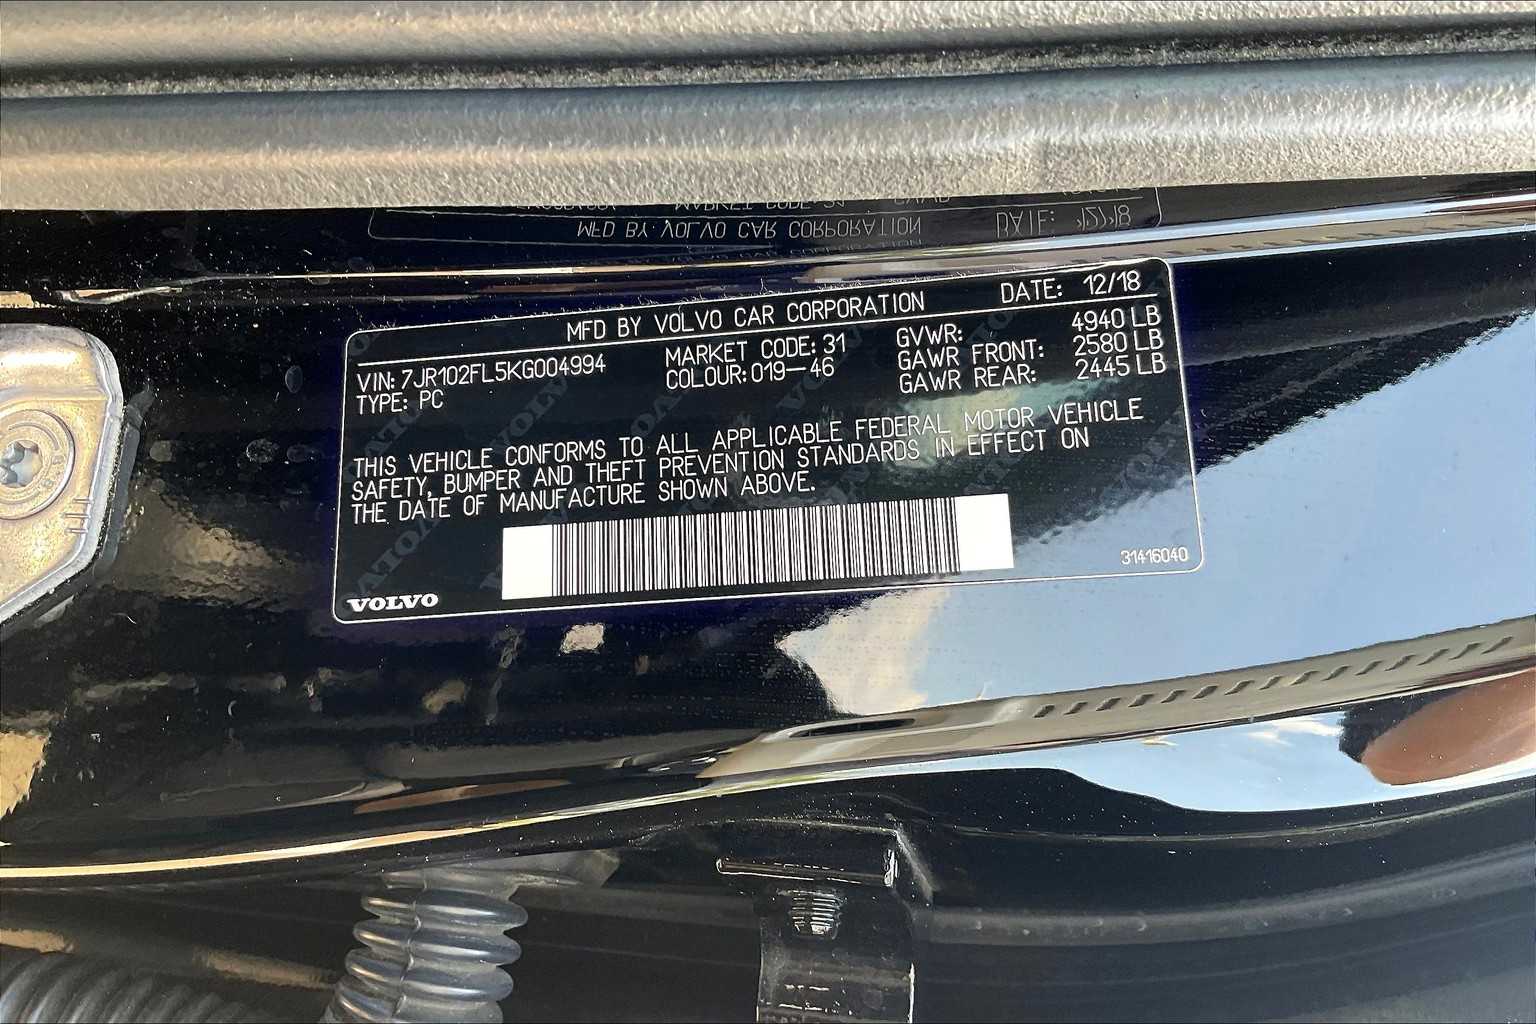 MFD BY VOLVO CAR CORPORATION DATE: 12/18
VIN: 7JR102FL5KG004994 MARKET CODE: 31 GVWR: 4940 LB
TYPE: PC COLOUR: 019-46 GAWR FRONT: 2580 LB
GAWR REAR: 2445 LB
THIS VEHICLE CONFORMS TO ALL APPLICABLE FEDERAL MOTOR VEHICLE
SAFETY, BUMPER AND THEFT PREVENTION STANDARDS IN EFFECT ON
THE DATE OF MANUFACTURE SHOWN ABOVE.
31416040
VOLVO